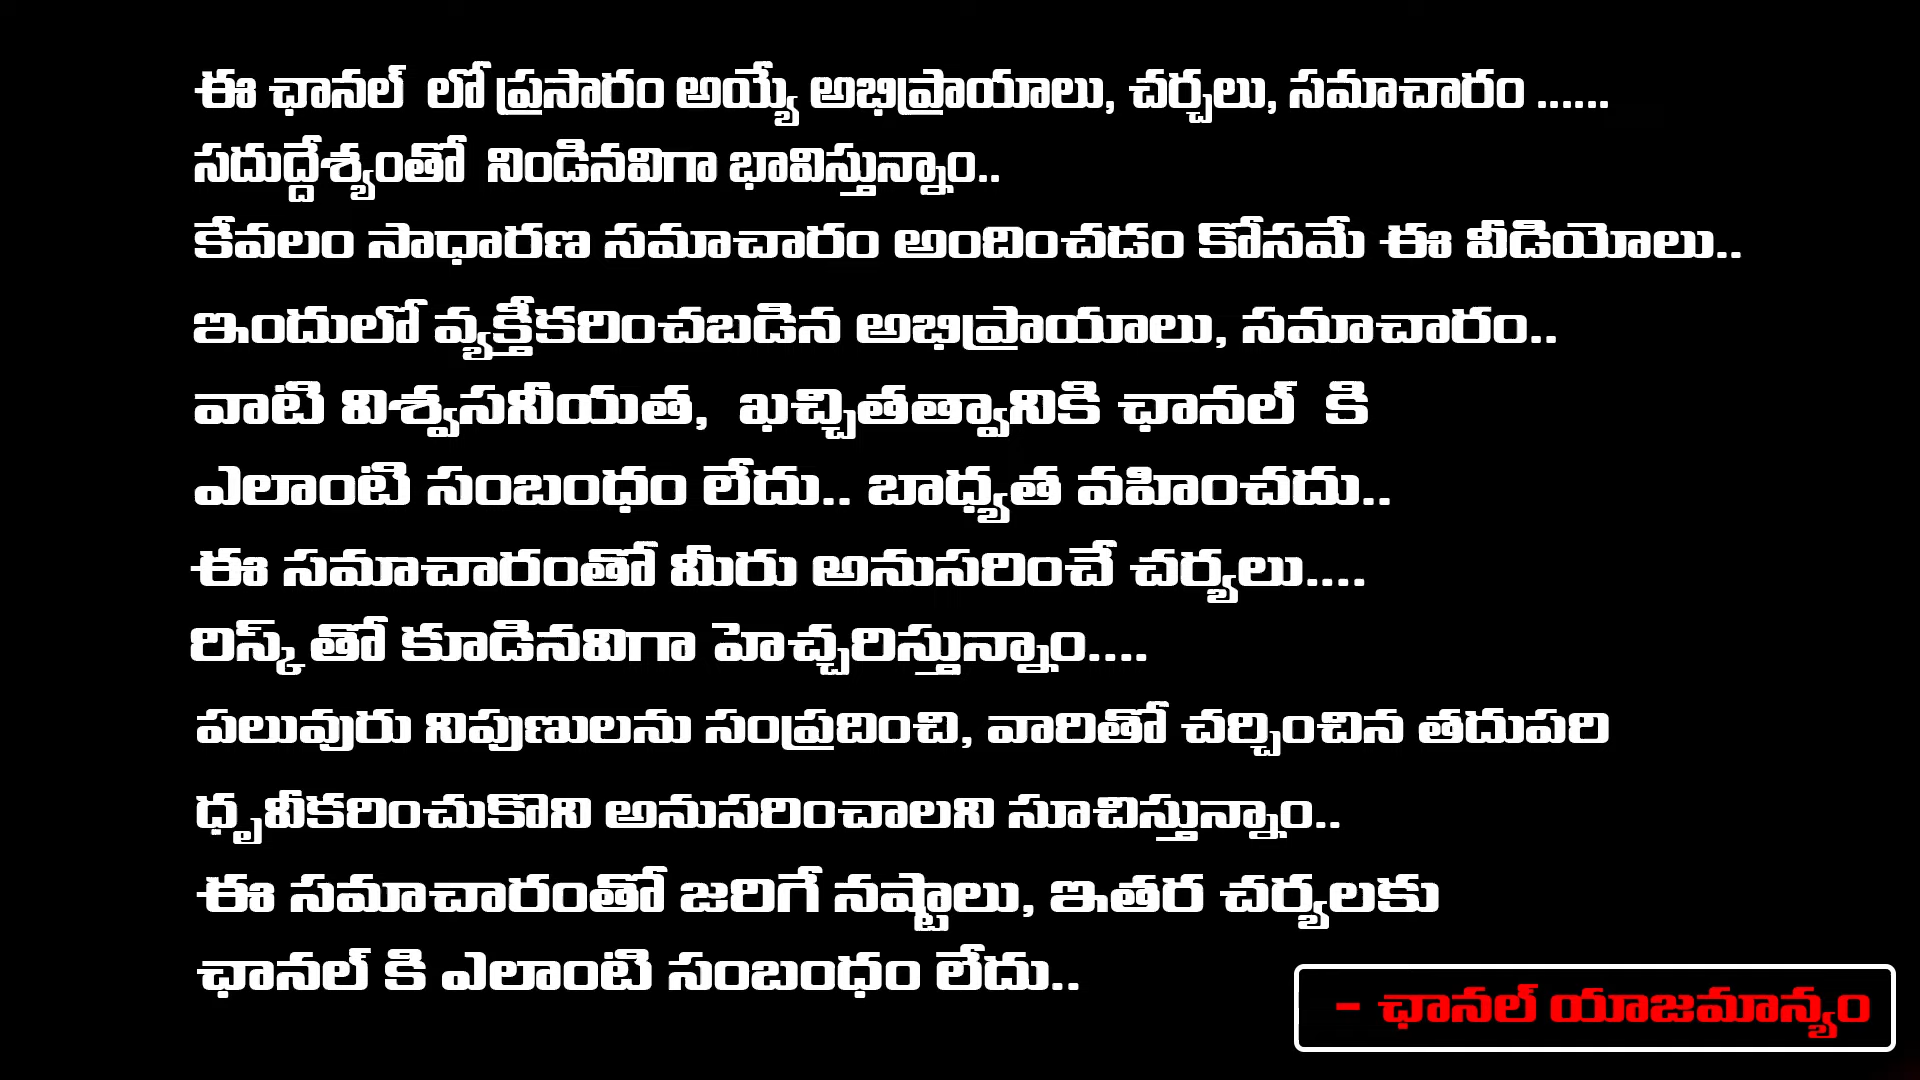 ఈ ఛానల్ లో ప్రసారం అయ్యే అభిప్రాయాలు, చర్చలు, సమాచారం ......
సదుద్దేశ్యంతో నిండినవిగా భావిస్తున్నాం..
కేవలం సాధారణ సమాచారం అందించడం కోసమే ఈ వీడియోలు..
ఇందులో వ్యక్తీకరించబడిన అభిప్రాయాలు, సమాచారం..
వాటి విశ్వసనీయత, ఖచ్చితత్వానికి ఛానల్ కి
ఎలాంటి సంబంధం లేదు.. బాధ్యత వహించదు..
ఈ సమాచారంతో మీరు అనుసరించే చర్యలు....
రిస్క్ తో కూడినవిగా హెచ్చరిస్తున్నాం....
పలువురు నిపుణులను సంప్రదించి, వారితో చర్చించిన తదుపరి
ధృవీకరించుకొని అనుసరించాలని సూచిస్తున్నాం..
ఈ సమాచారంతో జరిగే నష్టాలు, ఇతర చర్యలకు
ఛానల్ కి ఎలాంటి సంబంధం లేదు..
- ఛానల్ యాజమాన్యం